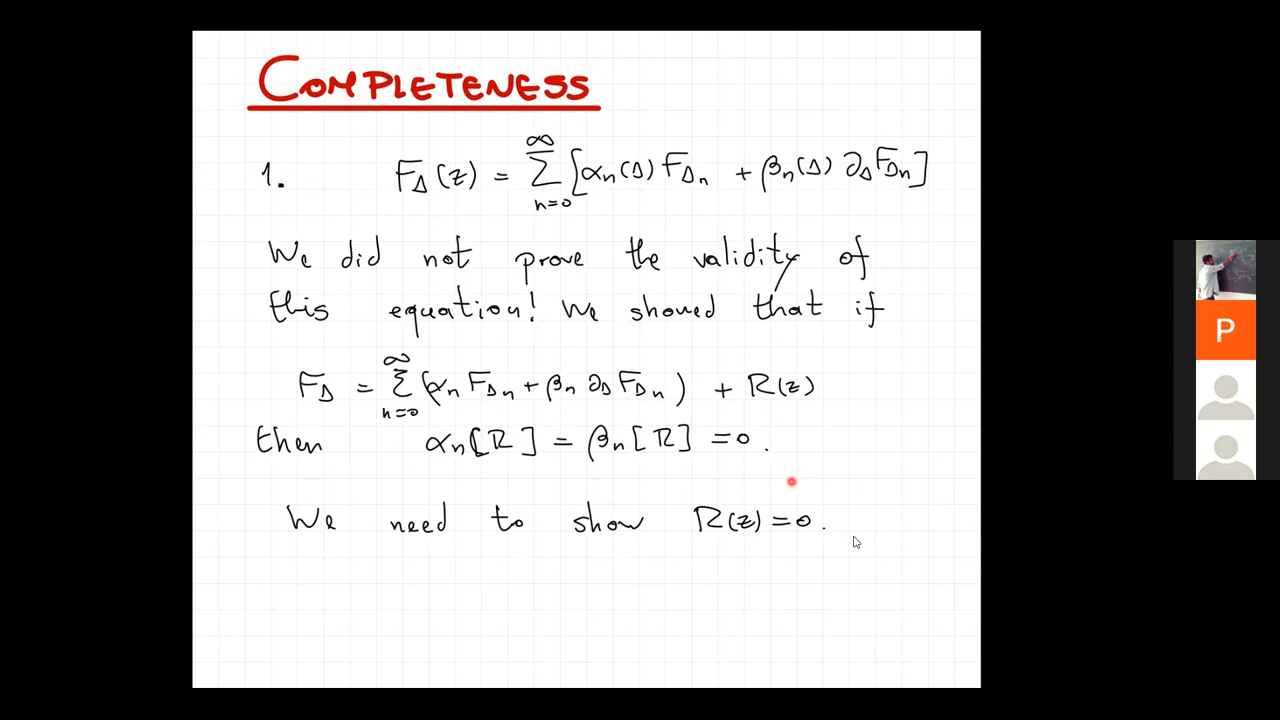 COMPLETENESS
1. F_Δ(z) = ∑_{n=0}^{∞} [α_n(Δ) F_{Δ_n} + β_n(Δ) ∂_Δ F_{Δ_n}]
We did not prove the validity of
this equation! We showed that if
F_Δ = ∑_{n=0}^{∞} (α_n F_{Δ_n} + β_n ∂_Δ F_{Δ_n}) + R(z)
then α_n[R] = β_n[R] = 0.
We need to show R(z) = 0.
P